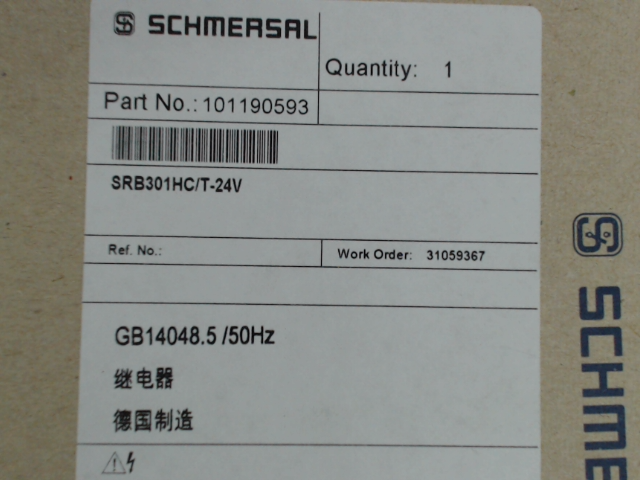 SCHMERSAL
Quantity: 1
Part No.: 101190593
SRB301HC/T-24V
Ref. No.:
Work Order: 31059367
GB14048.5 /50Hz
继电器
德国制造
SCHME